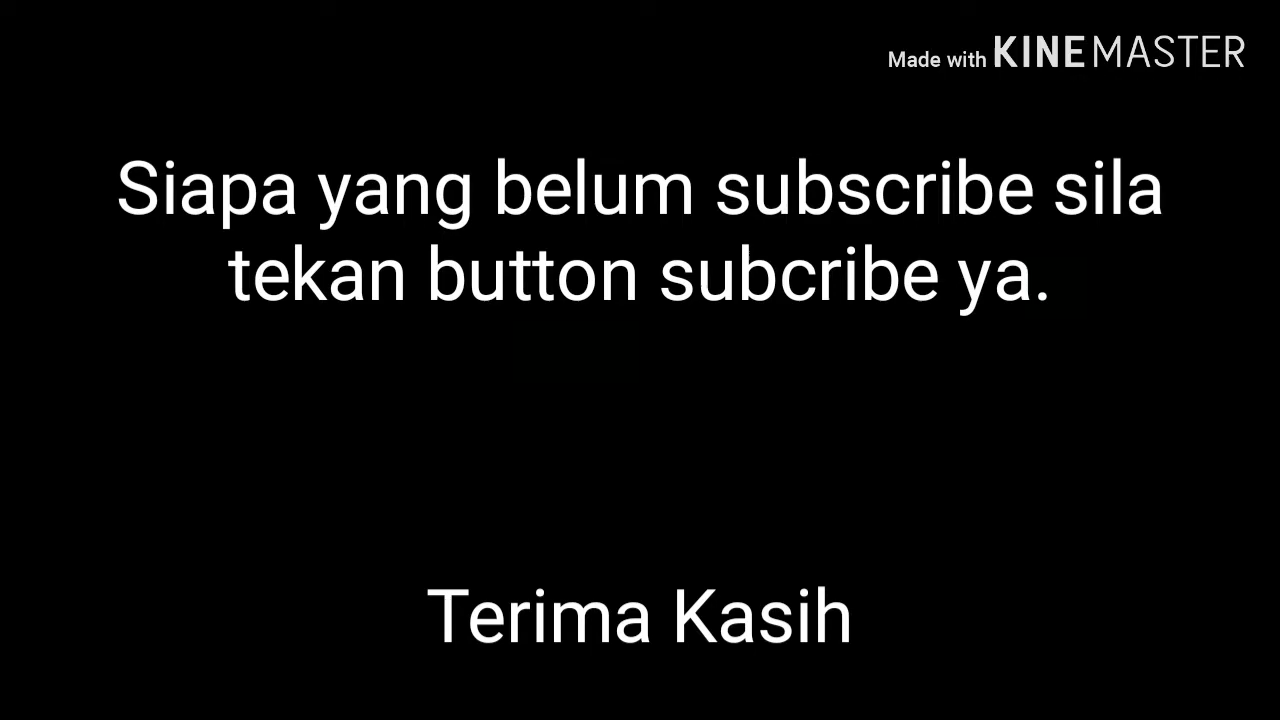 Made with KINEMASTER
Siapa yang belum subscribe sila
tekan button subcribe ya.
Terima Kasih